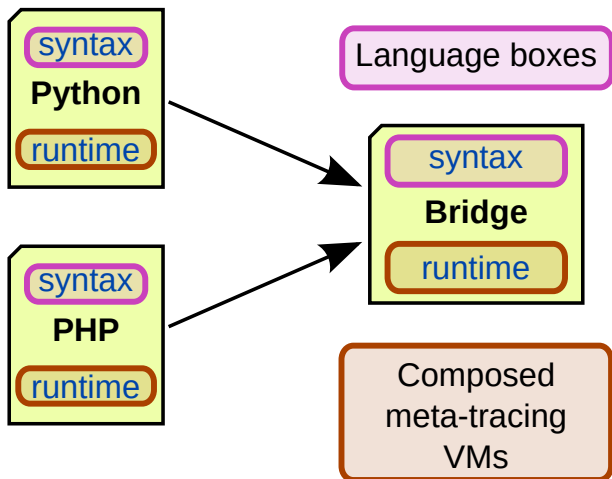 syntax
Python
runtime
syntax
PHP
runtime
Language boxes
syntax
Bridge
runtime
Composed
meta-tracing
VMs